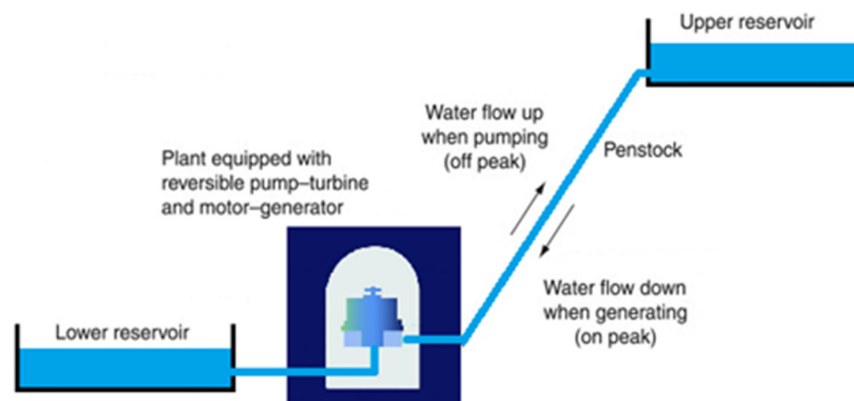 Upper reservoir
Water flow up
when pumping
(off peak)
Penstock
Plant equipped with
reversible pump–turbine
and motor–generator
Water flow down
when generating
(on peak)
Lower reservoir